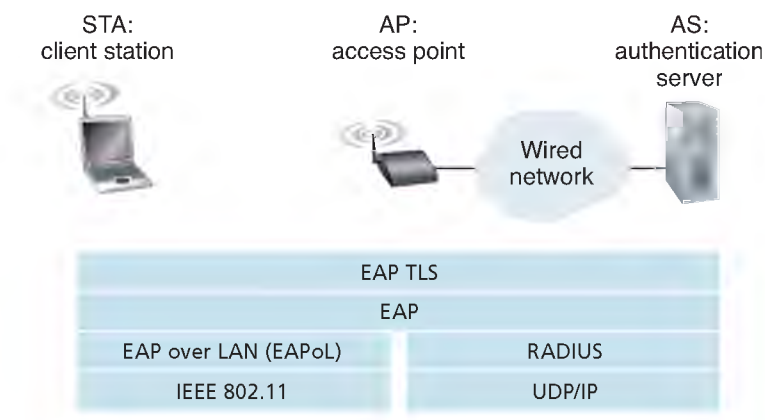 STA:
client station
AP:
access point
AS:
authentication
server
Wired
network
EAP TLS
EAP
EAP over LAN (EAPoL)
RADIUS
IEEE 802.11
UDP/IP